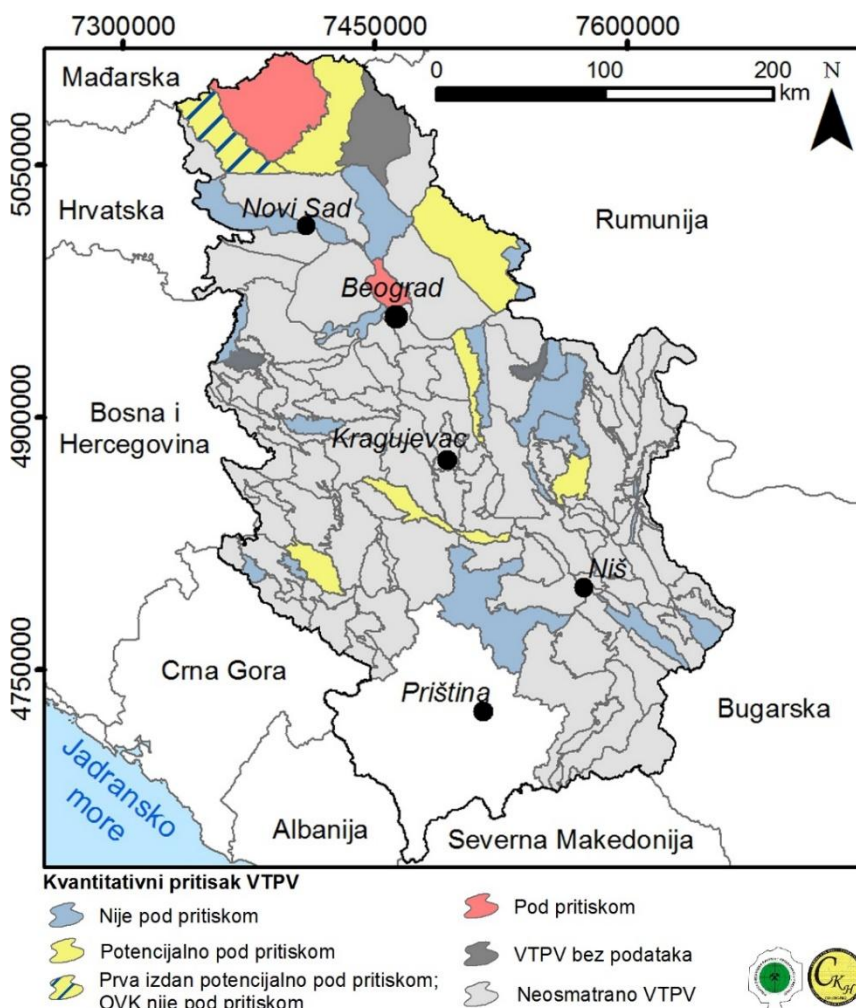 7300000 7450000 7600000
Mađarska
0 100 200
km
N
5050000
Hrvatska
Novi Sad
Rumunija
Beograd
4900000
Bosna i
Hercegovina
Kragujevac
Niš
4750000
Crna Gora
Priština
Bugarska
Jadransko
more
Albanija
Severna Makedonija
Kvantitativni pritisak VTPV
Nije pod pritiskom
Potencijalno pod pritiskom
Prva izdan potencijalno pod pritiskom;
OVK nije pod pritiskom
Pod pritiskom
VTPV bez podataka
Neosmatrano VTPV
CKH